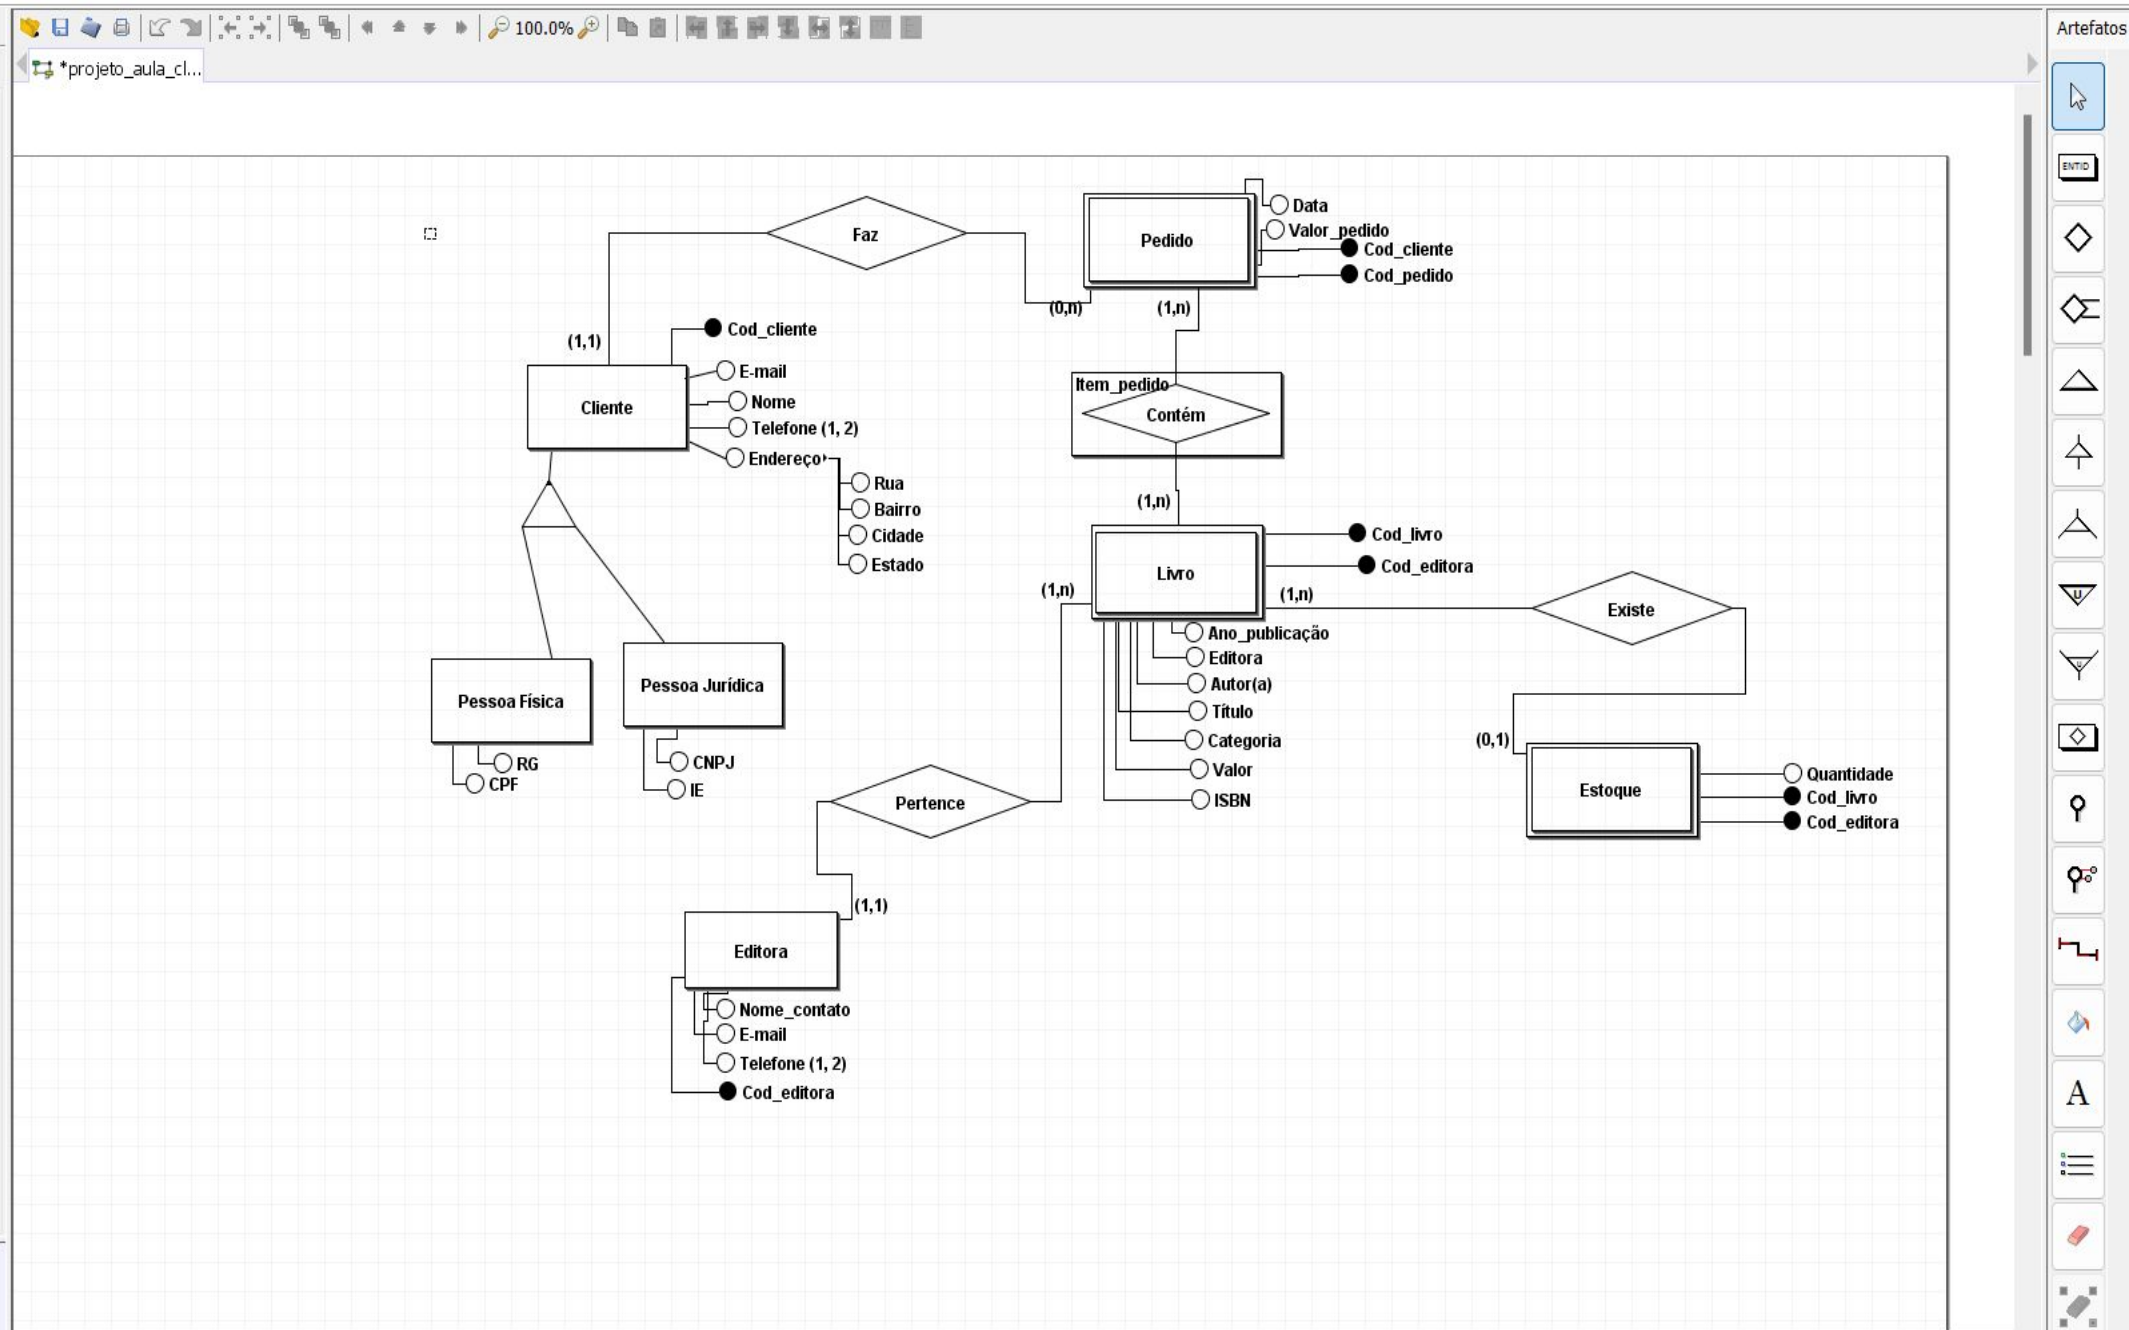 100.0%
Artefatos
*projeto_aula_cl...
ENTID
Data
Faz
Pedido
Valor_pedido
Cod_cliente
Cod_pedido
(0,n)
(1,n)
Cod_cliente
(1,1)
E-mail
Item_pedido
Cliente
Nome
Contém
Telefone (1, 2)
Endereço
Rua
(1,n)
Bairro
Cidade
Cod_livro
Estado
Cod_editora
Livro
(1,n)
(1,n)
Existe
Ano_publicação
Editora
Autor(a)
Pessoa Física
Pessoa Jurídica
Título
Categoria
(0,1)
RG
CNPJ
Valor
Quantidade
CPF
IE
ISBN
Estoque
Cod_livro
Pertence
Cod_editora
(1,1)
Editora
Nome_contato
E-mail
Telefone (1, 2)
Cod_editora
U
U
A